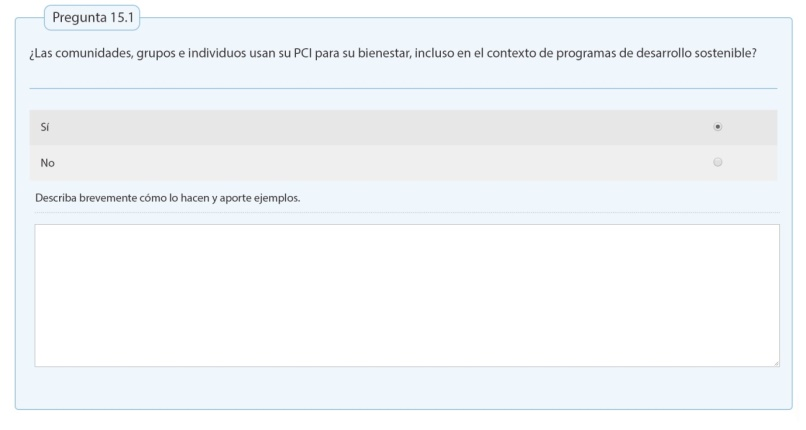 Pregunta 15.1
¿Las comunidades, grupos e individuos usan su PCI para su bienestar, incluso en el contexto de programas de desarrollo sostenible?
Sí
No
Describa brevemente cómo lo hacen y aporte ejemplos.